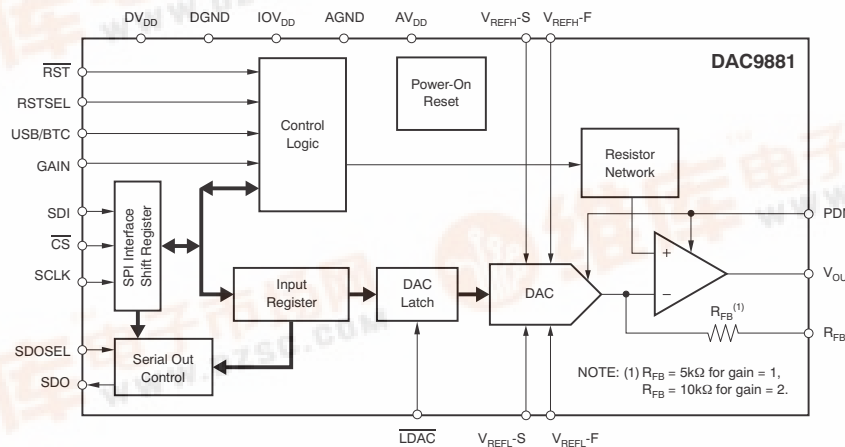 DVDD DGND IOVDD AGND AVDD VREFH-S VREFH-F
DAC9881
RST
RSTSEL
USB/BTC
GAIN
SDI
CS
SCLK
SDOSEL
SDO
Control
Logic
Power-On
Reset
Resistor
Network
SPI Interface
Shift Register
Input
Register
DAC
Latch
DAC
+
−
Serial Out
Control
PDN
VOU
RFB
RFB(1)
NOTE: (1) RFB = 5kΩ for gain = 1,
RFB = 10kΩ for gain = 2.
LDAC VREFL-S VREFL-F